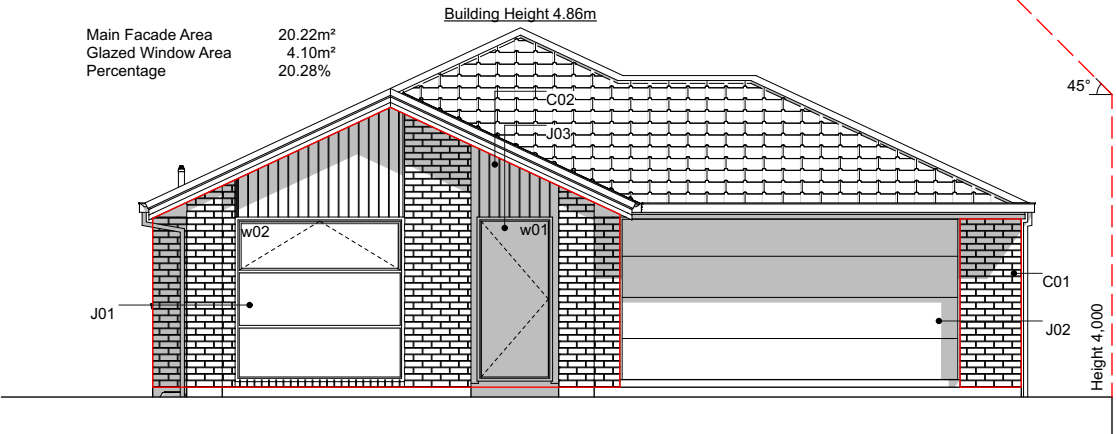 Building Height 4.86m
Main Facade Area 20.22m²
Glazed Window Area 4.10m²
Percentage 20.28%
45°
C02
J03
w02
w01
C01
J01
J02
Height 4,000